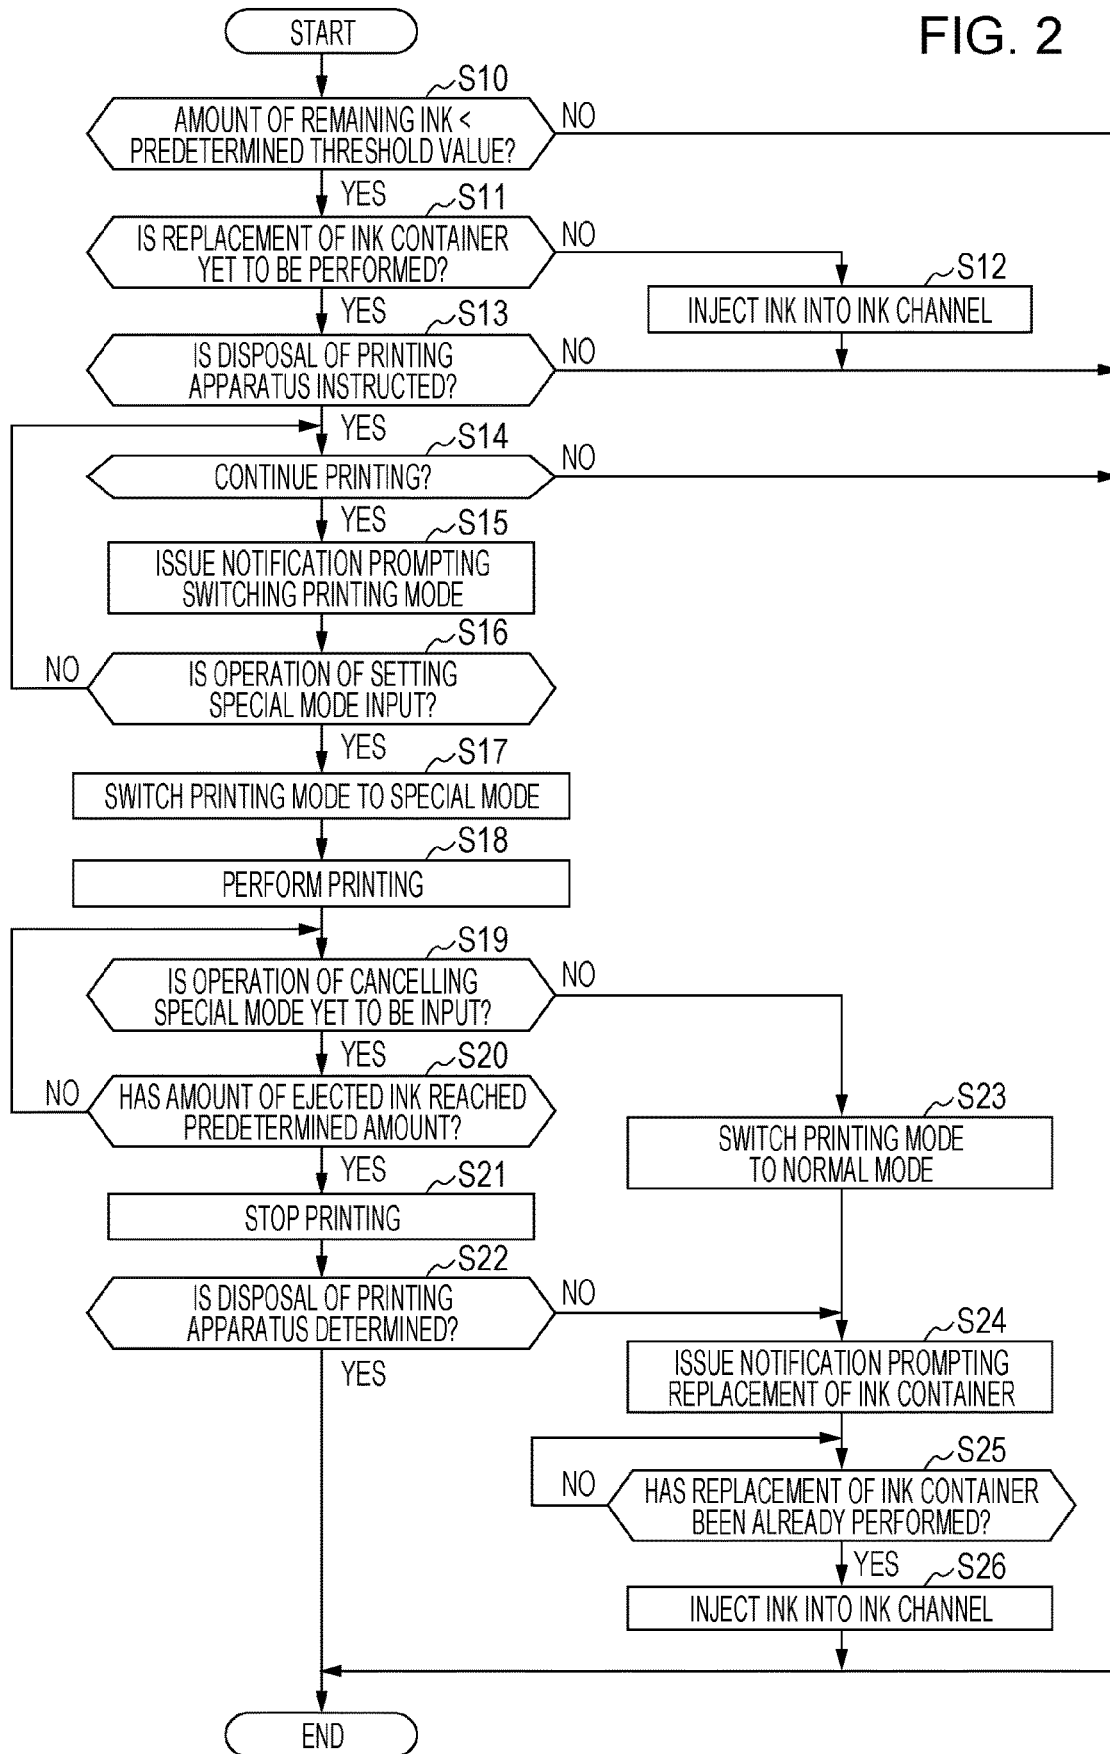 FIG. 2
START
S10
AMOUNT OF REMAINING INK <
PREDETERMINED THRESHOLD VALUE?
NO
YES
S11
IS REPLACEMENT OF INK CONTAINER
YET TO BE PERFORMED?
NO
S12
INJECT INK INTO INK CHANNEL
YES
S13
IS DISPOSAL OF PRINTING
APPARATUS INSTRUCTED?
NO
YES
S14
CONTINUE PRINTING?
NO
YES
S15
ISSUE NOTIFICATION PROMPTING
SWITCHING PRINTING MODE
S16
NO
IS OPERATION OF SETTING
SPECIAL MODE INPUT?
YES
S17
SWITCH PRINTING MODE TO SPECIAL MODE
S18
PERFORM PRINTING
S19
IS OPERATION OF CANCELLING
SPECIAL MODE YET TO BE INPUT?
NO
YES
S20
NO
HAS AMOUNT OF EJECTED INK REACHED
PREDETERMINED AMOUNT?
S23
SWITCH PRINTING MODE
TO NORMAL MODE
YES
S21
STOP PRINTING
S22
IS DISPOSAL OF PRINTING
APPARATUS DETERMINED?
NO
YES
S24
ISSUE NOTIFICATION PROMPTING
REPLACEMENT OF INK CONTAINER
S25
NO
HAS REPLACEMENT OF INK CONTAINER
BEEN ALREADY PERFORMED?
YES
S26
INJECT INK INTO INK CHANNEL
END